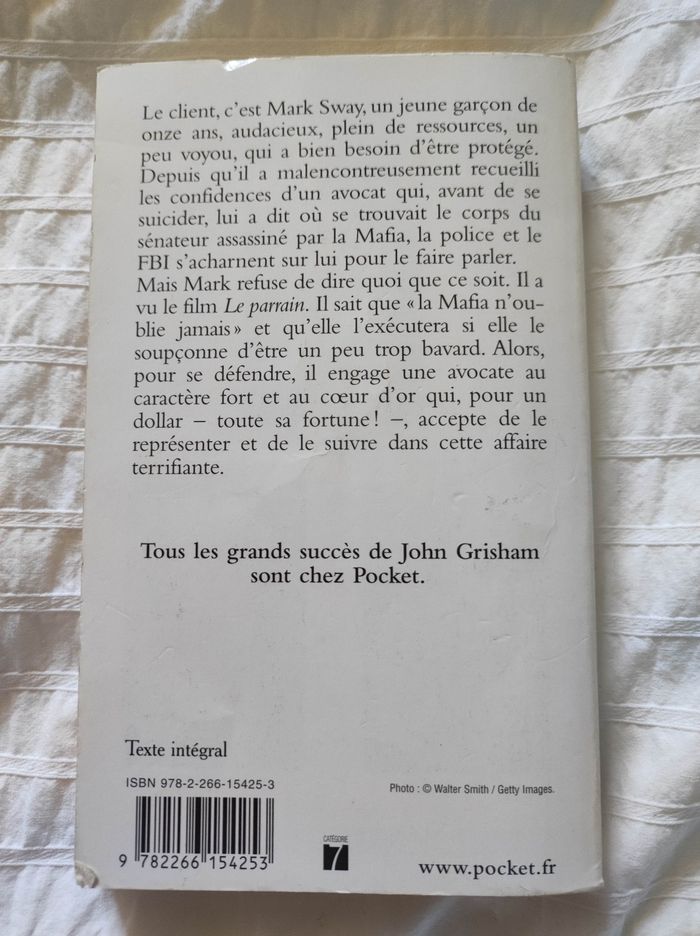 Le client, c'est Mark Sway, un jeune garçon de
onze ans, audacieux, plein de ressources, un
peu voyou, qui a bien besoin d'être protégé.
Depuis qu'il a malencontreusement recueilli
les confidences d'un avocat qui, avant de se
suicider, lui a dit où se trouvait le corps du
sénateur assassiné par la Mafia, la police et le
FBI s'acharnent sur lui pour le faire parler.
Mais Mark refuse de dire quoi que ce soit. Il a
vu le film Le parrain. Il sait que « la Mafia n'ou-
blie jamais » et qu'elle l'exécutera si elle le
soupçonne d'être un peu trop bavard. Alors,
pour se défendre, il engage une avocate au
caractère fort et au cœur d'or qui, pour un
dollar – toute sa fortune ! –, accepte de le
représenter et de le suivre dans cette affaire
terrifiante.
Tous les grands succès de John Grisham
sont chez Pocket.
Texte intégral
ISBN 978-2-266-15425-3
Photo : © Walter Smith / Getty Images.
9 782266 154253
CATÉGORIE
7
www.pocket.fr